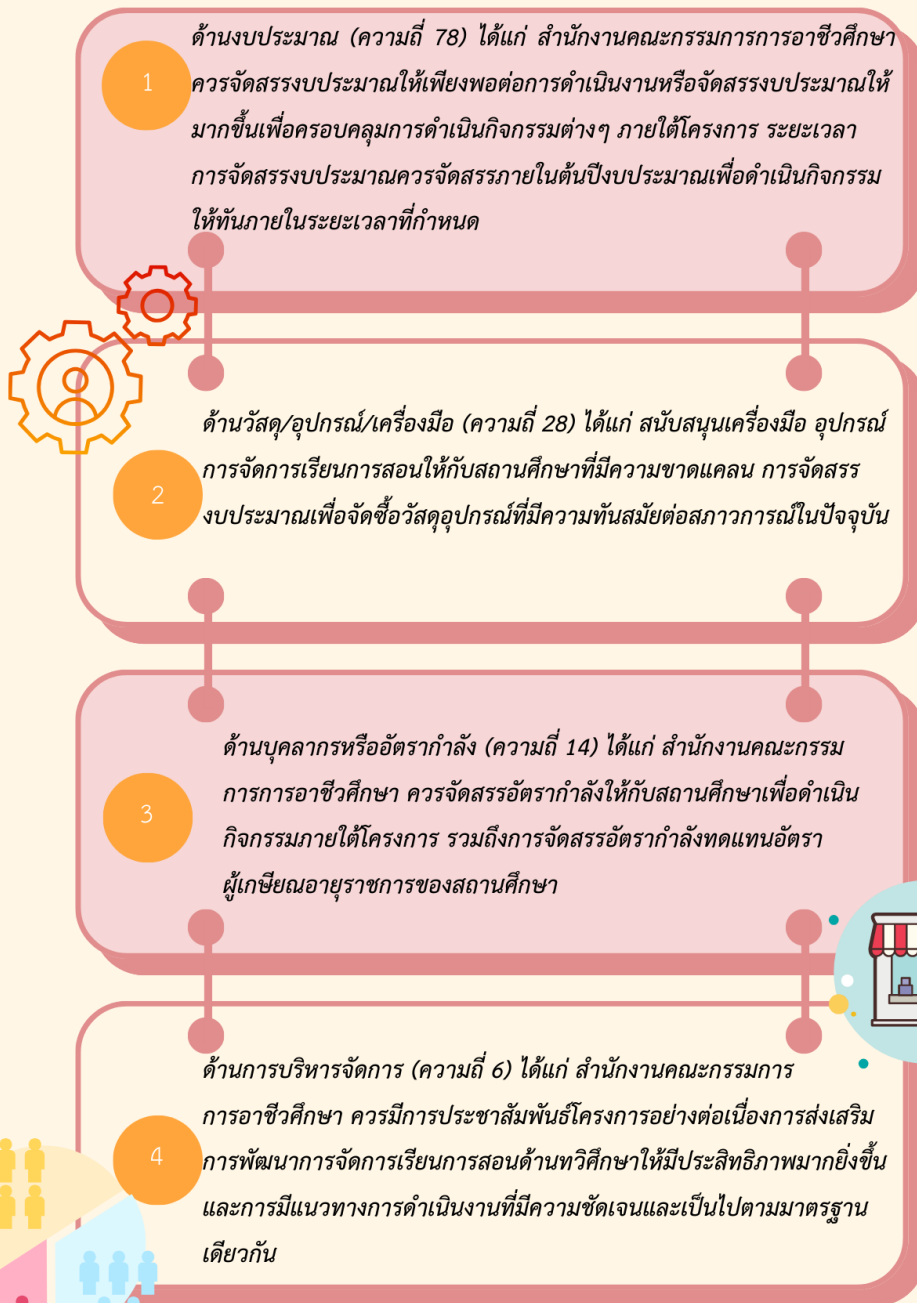 1
ด้านงบประมาณ (ความถี่ 78) ได้แก่ สำนักงานคณะกรรมการการอาชีวศึกษา
ควรจัดสรรงบประมาณให้เพียงพอต่อการดำเนินงานหรือจัดสรรงบประมาณให้
มากขึ้นเพื่อครอบคลุมการดำเนินกิจกรรมต่างๆ ภายใต้โครงการ ระยะเวลา
การจัดสรรงบประมาณควรจัดสรรภายในต้นปีงบประมาณเพื่อดำเนินกิจกรรม
ให้ทันภายในระยะเวลาที่กำหนด
2
ด้านวัสดุ/อุปกรณ์/เครื่องมือ (ความถี่ 28) ได้แก่ สนับสนุนเครื่องมือ อุปกรณ์
การจัดการเรียนการสอนให้กับสถานศึกษาที่มีความขาดแคลน การจัดสรร
งบประมาณเพื่อจัดซื้อวัสดุอุปกรณ์ที่มีความทันสมัยต่อสภาวการณ์ในปัจจุบัน
3
ด้านบุคลากรหรืออัตรากำลัง (ความถี่ 14) ได้แก่ สำนักงานคณะกรรม
การการอาชีวศึกษา ควรจัดสรรอัตรากำลังให้กับสถานศึกษาเพื่อดำเนิน
กิจกรรมภายใต้โครงการ รวมถึงการจัดสรรอัตรากำลังทดแทนอัตรา
ผู้เกษียณอายุราชการของสถานศึกษา
4
ด้านการบริหารจัดการ (ความถี่ 6) ได้แก่ สำนักงานคณะกรรมการ
การอาชีวศึกษา ควรมีการประชาสัมพันธ์โครงการอย่างต่อเนื่องการส่งเสริม
การพัฒนาการจัดการเรียนการสอนด้านทวิศึกษาให้มีประสิทธิภาพมากยิ่งขึ้น
และการมีแนวทางการดำเนินงานที่มีความชัดเจนและเป็นไปตามมาตรฐาน
เดียวกัน